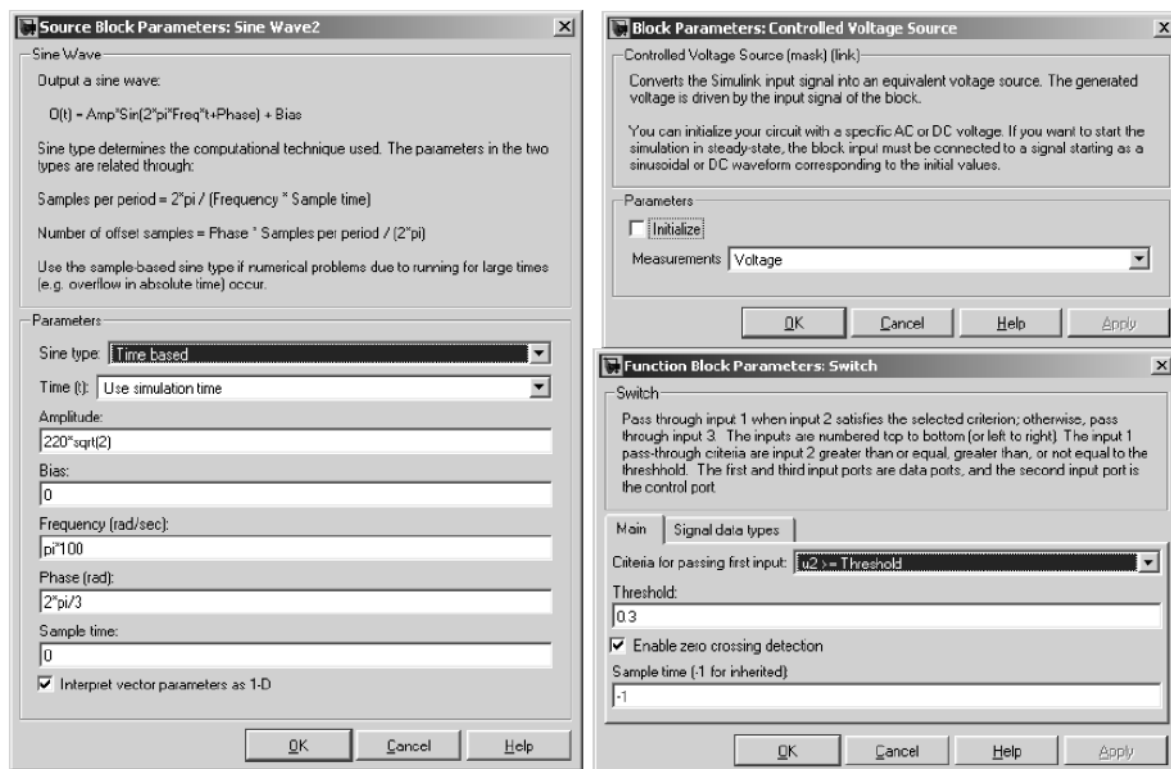 Source Block Parameters: Sine Wave2
Sine Wave
Output a sine wave:
O(t) = Amp*Sin(2*pi*Freq*t+Phase) + Bias
Sine type determines the computational technique used. The parameters in the two
types are related through:
Samples per period = 2*pi / (Frequency * Sample time)
Number of offset samples = Phase * Samples per period / (2*pi)
Use the sample-based sine type if numerical problems due to running for large times
(e.g. overflow in absolute time) occur.
Parameters
Sine type: Time based
Time (t): Use simulation time
Amplitude:
220*sqrt(2)
Bias:
0
Frequency (rad/sec):
pi*100
Phase (rad):
2*pi/3
Sample time:
0
Interpret vector parameters as 1-D
OK Cancel Help
Block Parameters: Controlled Voltage Source
Controlled Voltage Source (mask) (link)
Converts the Simulink input signal into an equivalent voltage source. The generated
voltage is driven by the input signal of the block.
You can initialize your circuit with a specific AC or DC voltage. If you want to start the
simulation in steady-state, the block input must be connected to a signal starting as a
sinusoidal or DC waveform corresponding to the initial values.
Parameters
Initialize
Measurements Voltage
OK Cancel Help Apply
Function Block Parameters: Switch
Switch
Pass through input 1 when input 2 satisfies the selected criterion; otherwise, pass
through input 3. The inputs are numbered top to bottom (or left to right). The input 1
pass-through criteria are input 2 greater than or equal, greater than, or not equal to the
threshhold. The first and third input ports are data ports, and the second input port is
the control port.
Main Signal data types
Criteria for passing first input: u2 >= Threshold
Threshold:
0.3
Enable zero crossing detection
Sample time (-1 for inherited):
-1
OK Cancel Help Apply